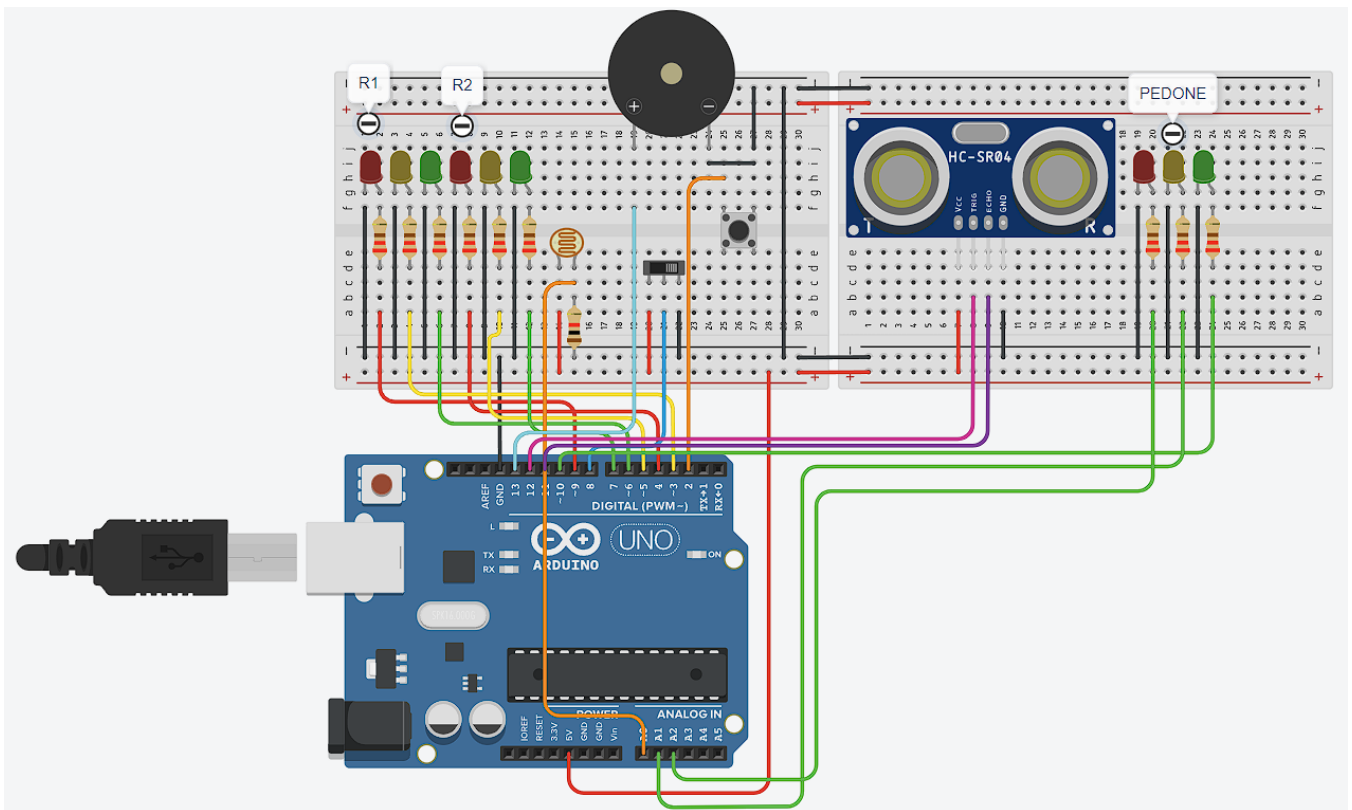 R1
R2
PEDONE
HC-SR04
VCC
TRIG
ECHO
GND
T
R
AREF
GND
13
12
11
~10
~9
8
7
~6
~5
4
~3
2
TX→1
RX←0
DIGITAL (PWM~)
L
TX
RX
UNO
ARDUINO
ON
POWER
ANALOG IN
IOREF
RESET
3.3V
5V
GND
GND
Vin
A0
A1
A2
A3
A4
A5